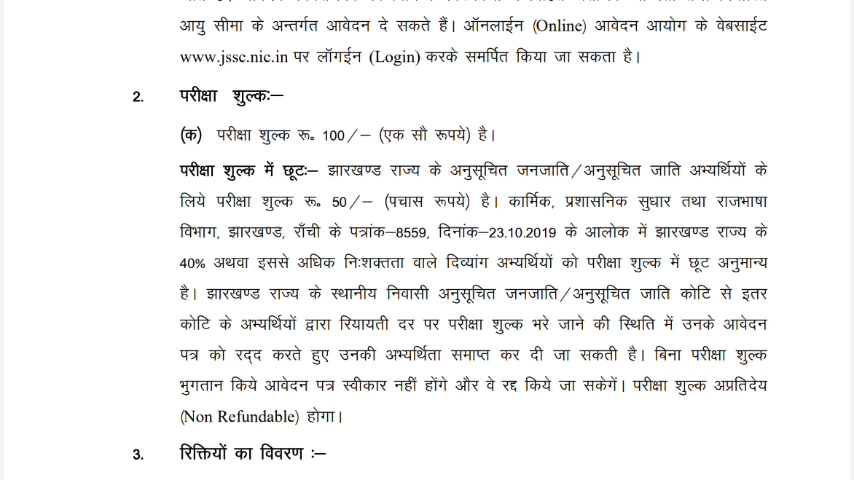 आयु सीमा के अन्तर्गत आवेदन दे सकते हैं। ऑनलाईन (Online) आवेदन आयोग के वेबसाईट
www.jssc.nic.in पर लॉगईन (Login) करके समर्पित किया जा सकता है।
2. परीक्षा शुल्कः–
(क) परीक्षा शुल्क रू॰ 100/– (एक सौ रूपये) है।
परीक्षा शुल्क में छूटः– झारखण्ड राज्य के अनुसूचित जनजाति/अनुसूचित जाति अभ्यर्थियों के
लिये परीक्षा शुल्क रू॰ 50/– (पचास रूपये) है। कार्मिक, प्रशासनिक सुधार तथा राजभाषा
विभाग, झारखण्ड, राँची के पत्रांक–8559, दिनांक–23.10.2019 के आलोक में झारखण्ड राज्य के
40% अथवा इससे अधिक निःशक्तता वाले दिव्यांग अभ्यर्थियों को परीक्षा शुल्क में छूट अनुमान्य
है। झारखण्ड राज्य के स्थानीय निवासी अनुसूचित जनजाति/अनुसूचित जाति कोटि से इतर
कोटि के अभ्यर्थियों द्वारा रियायती दर पर परीक्षा शुल्क भरे जाने की स्थिति में उनके आवेदन
पत्र को रद्द करते हुए उनकी अभ्यर्थिता समाप्त कर दी जा सकती है। बिना परीक्षा शुल्क
भुगतान किये आवेदन पत्र स्वीकार नहीं होंगे और वे रद्द किये जा सकेगें। परीक्षा शुल्क अप्रतिदेय
(Non Refundable) होगा।
3. रिक्तियों का विवरण :–